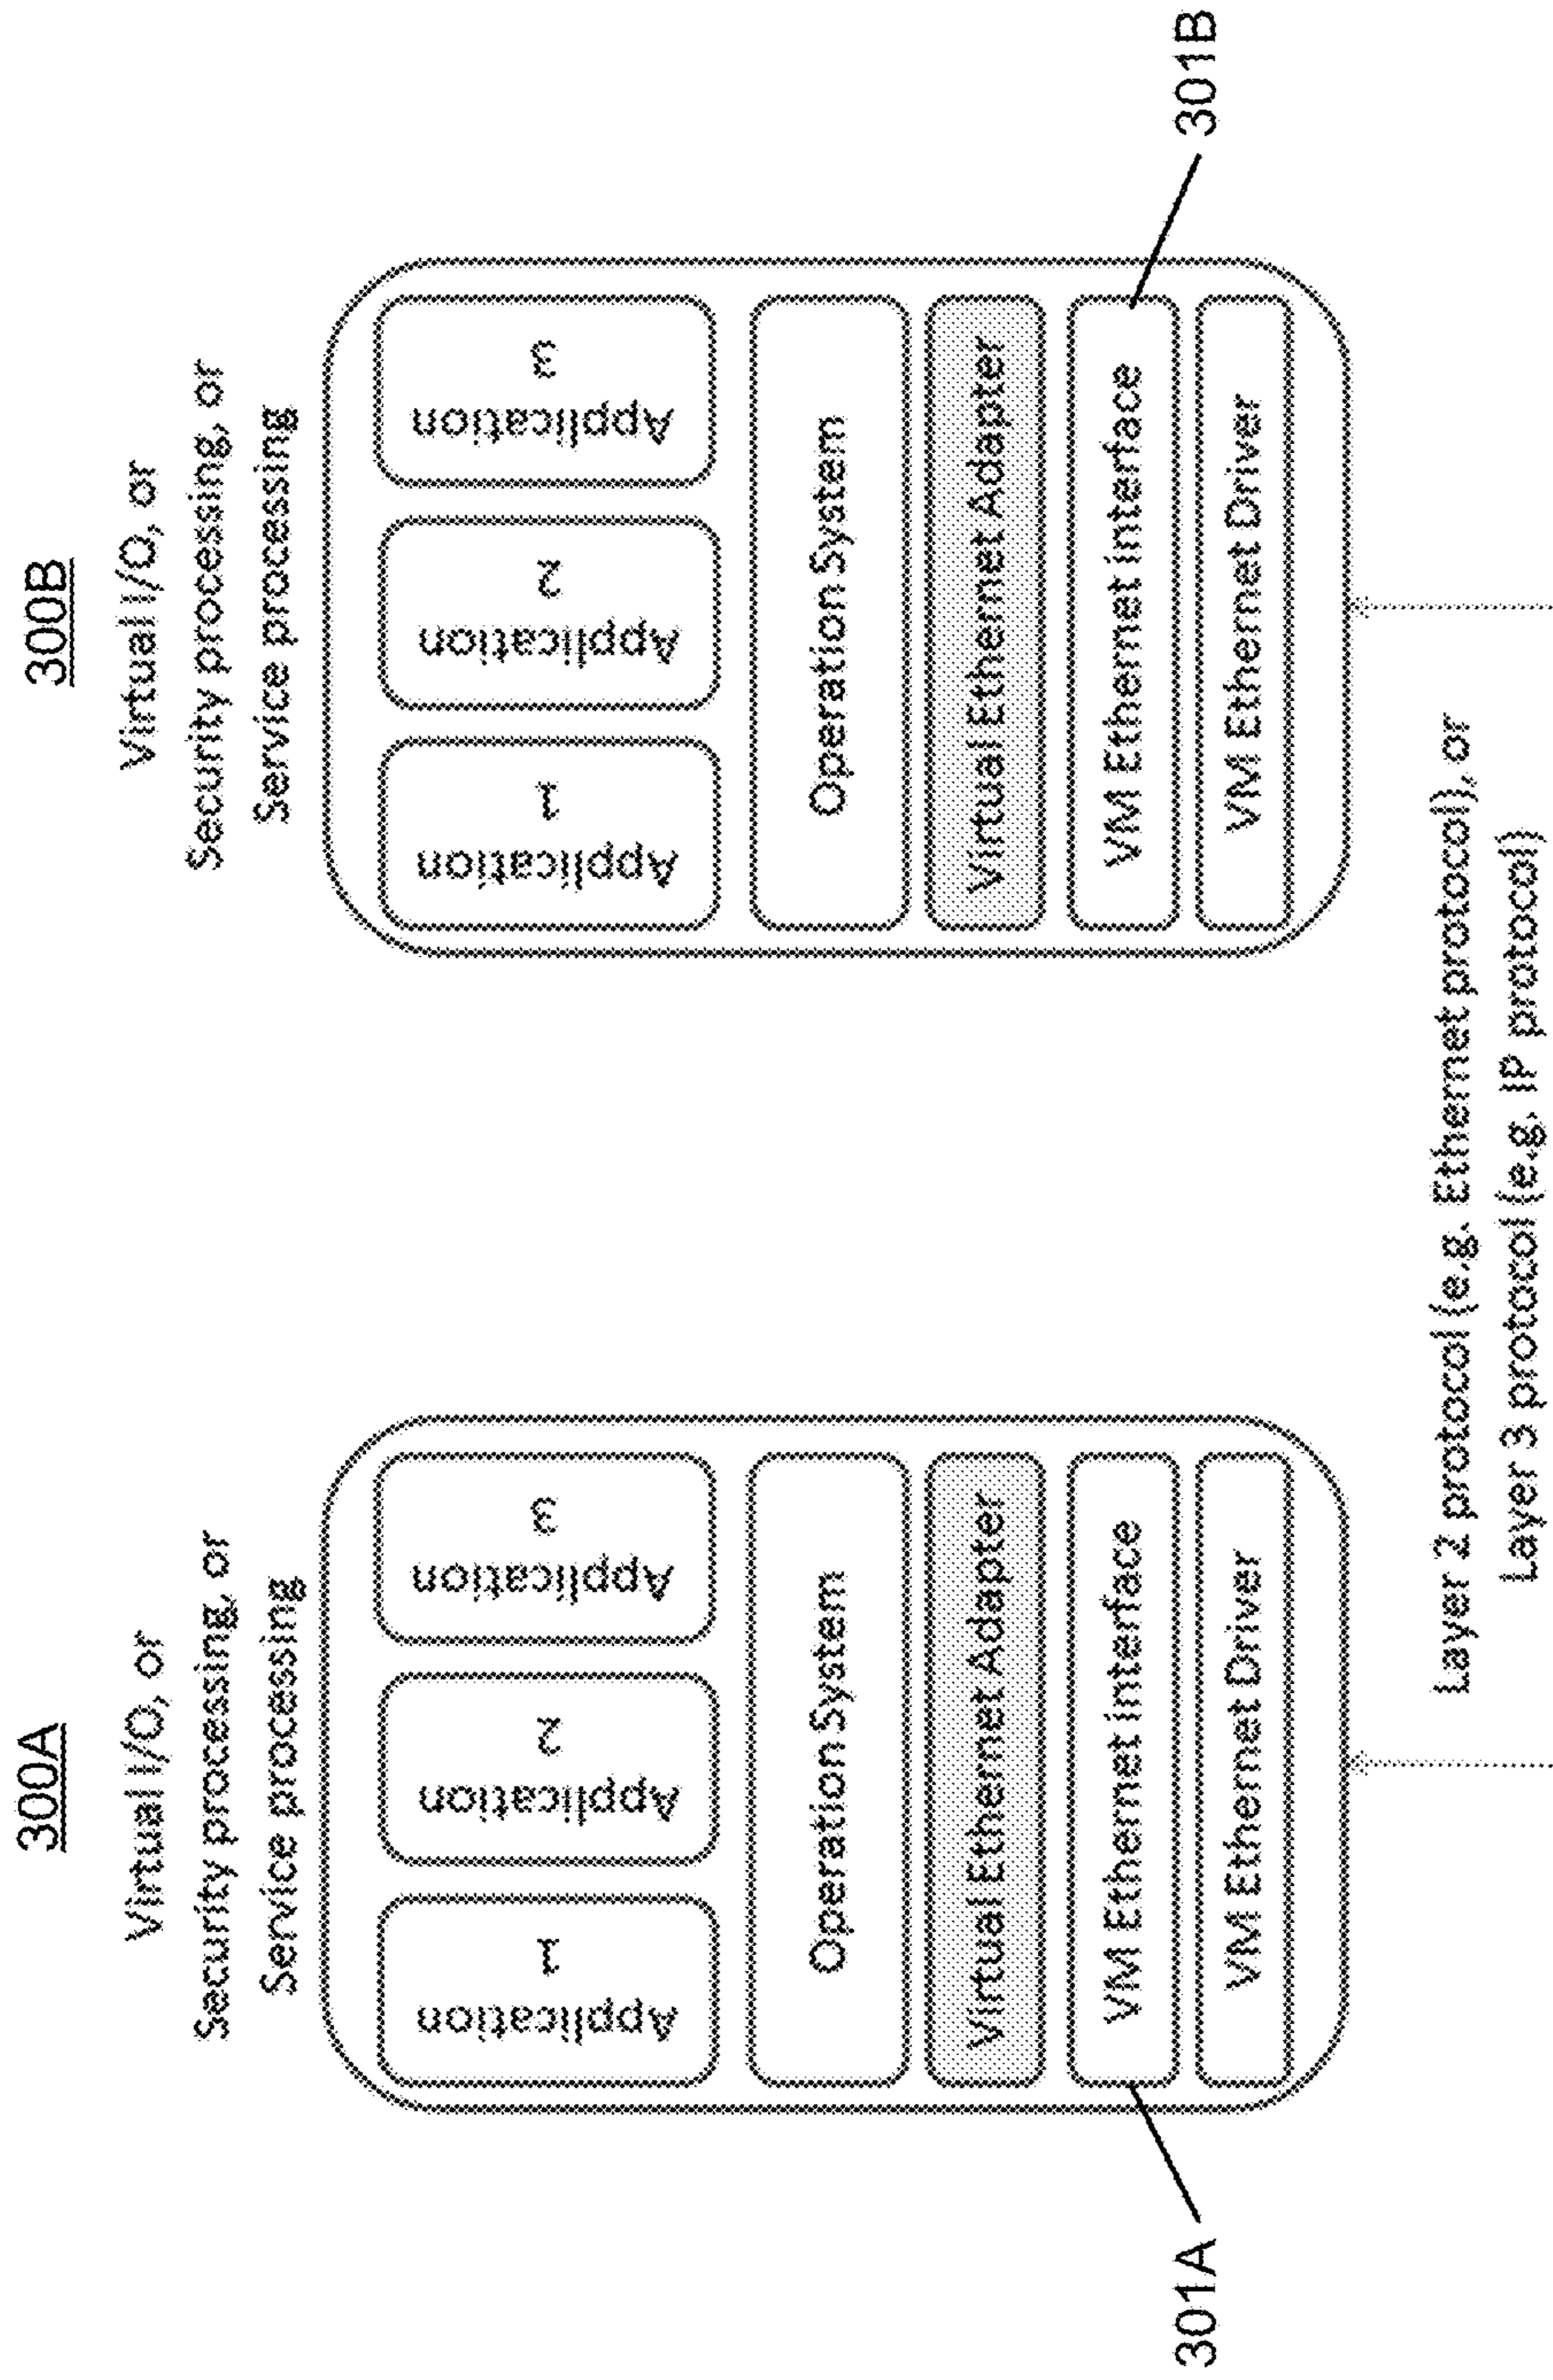 300A
Virtual I/O, or
Security processing, or
Service processing
Application
1
Application
2
Application
3
Operation System
Virtual Ethernet Adapter
VM Ethernet interface
VM Ethernet Driver
301A
300B
Virtual I/O, or
Security processing, or
Service processing
Application
1
Application
2
Application
3
Operation System
Virtual Ethernet Adapter
VM Ethernet interface
VM Ethernet Driver
301B
Layer 2 protocol (e.g. Ethernet protocol), or
Layer 3 protocol (e.g. IP protocol)